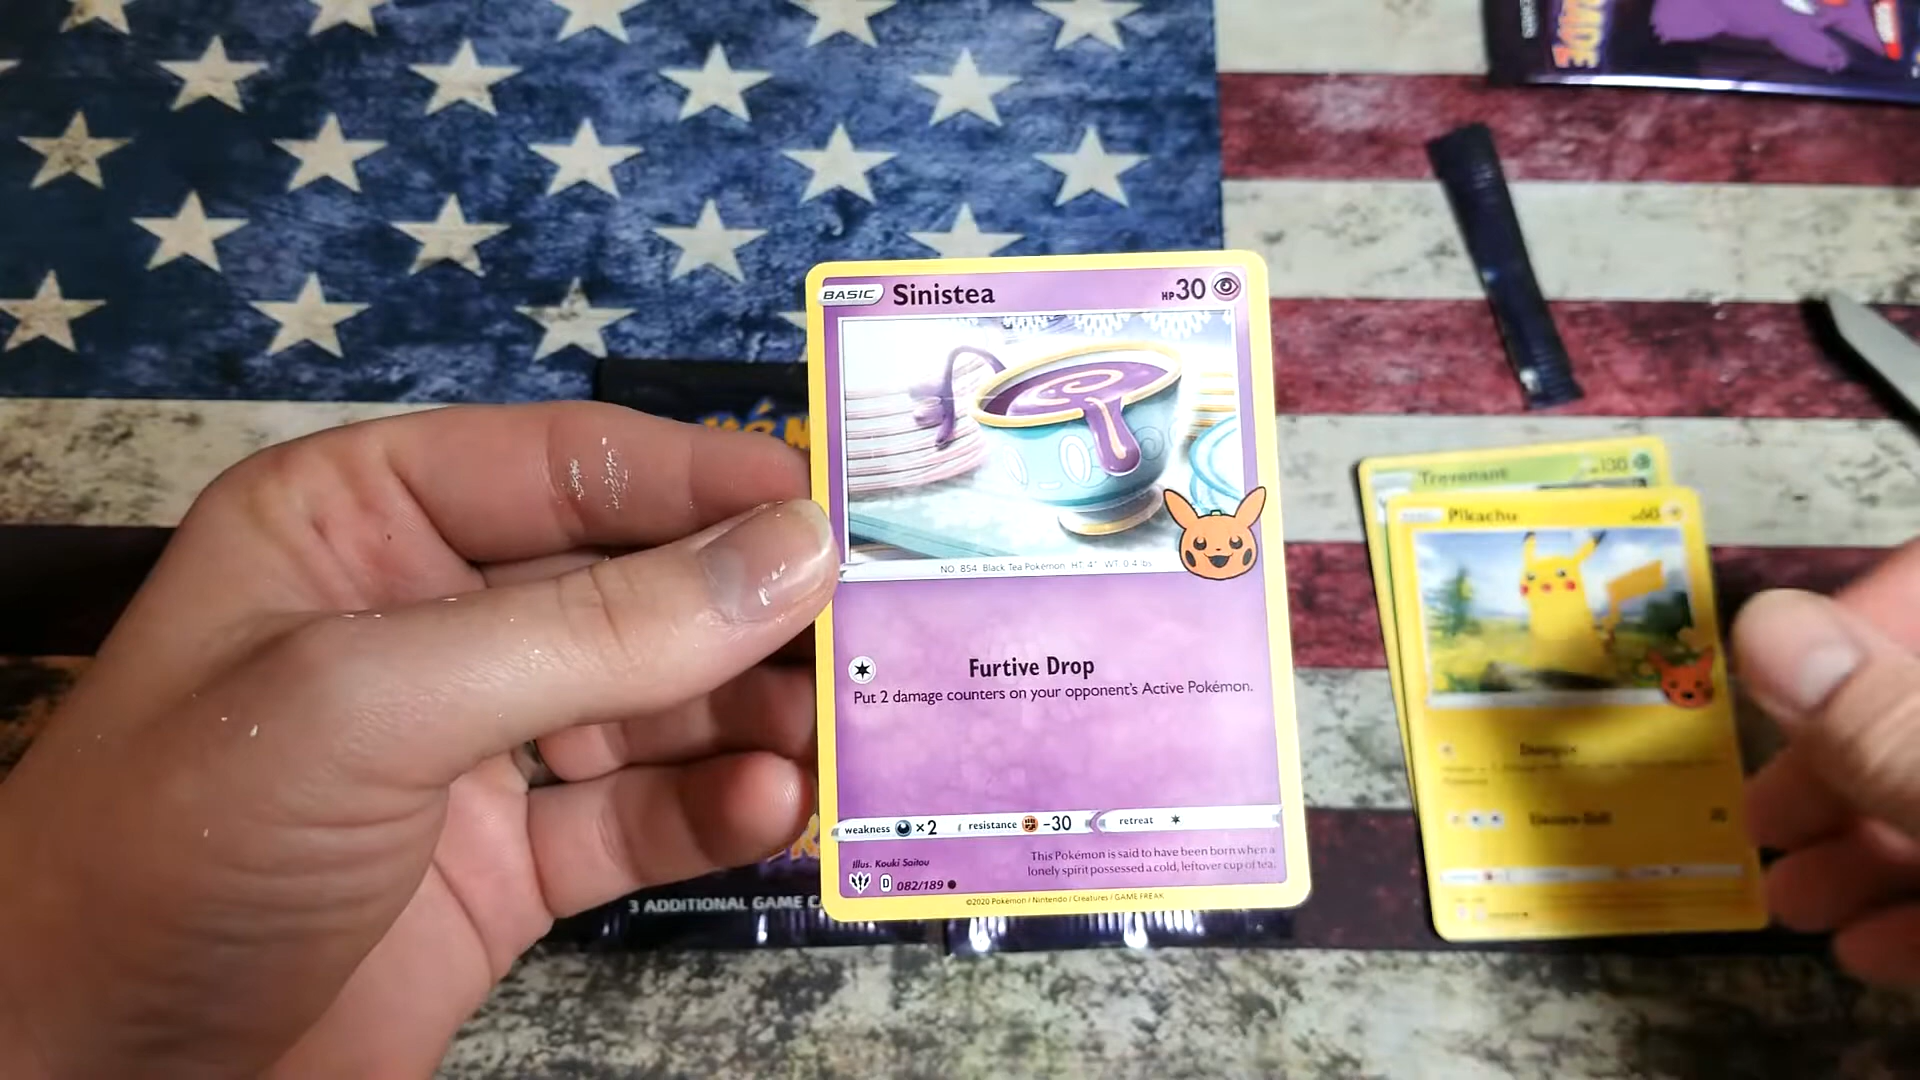 BASIC Sinistea HP 30
NO. 854 Black Tea Pokémon HT: 4" WT: 0.4 lbs
Furtive Drop
Put 2 damage counters on your opponent's Active Pokémon.
weakness ×2 resistance -30 retreat
Illus. Kouki Saitou
This Pokémon is said to have been born when a
lonely spirit possessed a cold, leftover cup of tea.
D 082/189
©2020 Pokémon / Nintendo / Creatures / GAME FREAK
Trevenant 130
Pikachu 60
3 ADDITIONAL GAME